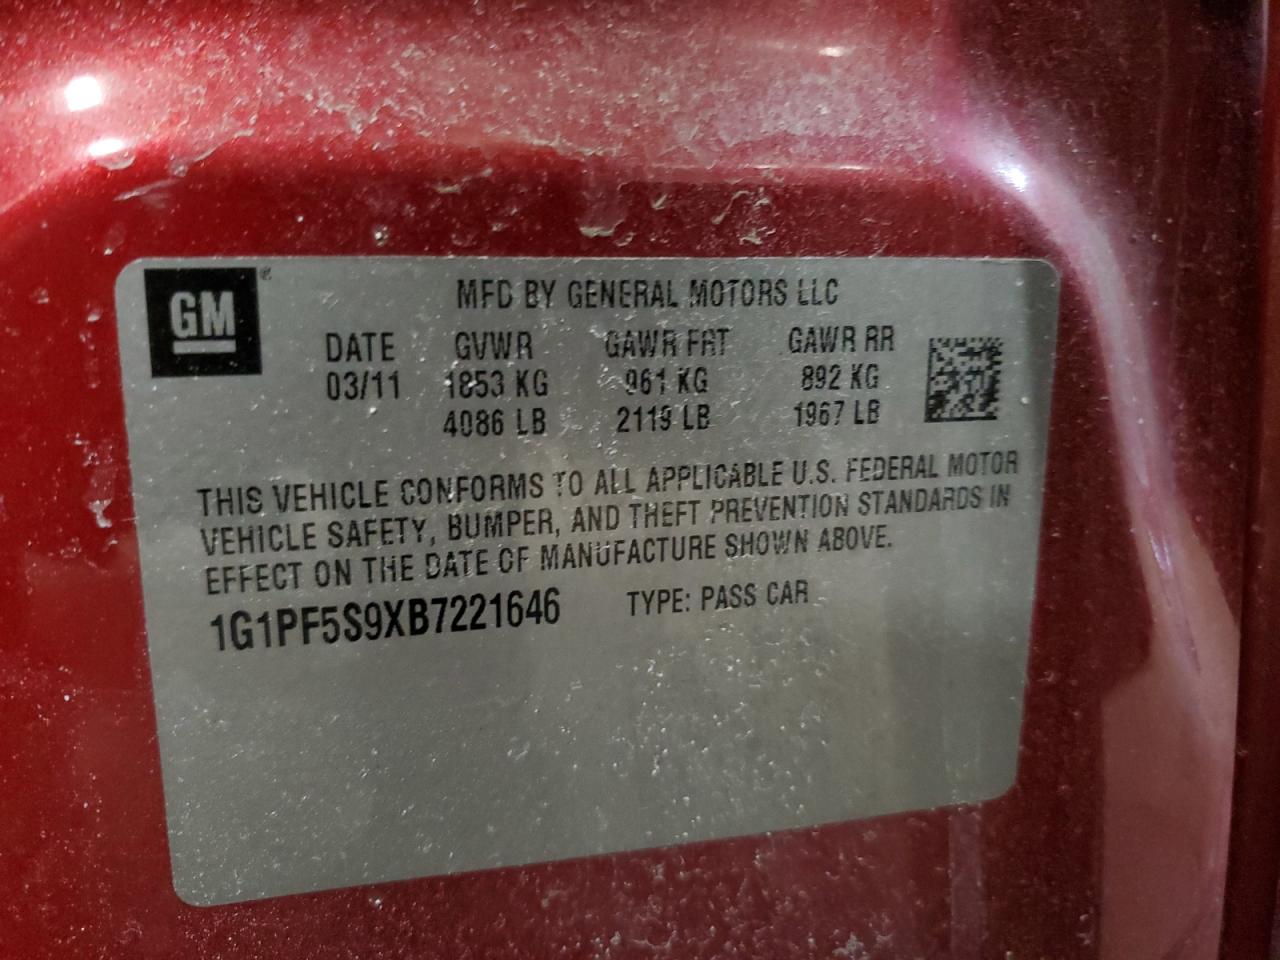 GM®
MFD BY GENERAL MOTORS LLC
DATE GVWR GAWR FRT GAWR RR
03/11 1853 KG 961 KG 892 KG
4086 LB 2119 LB 1967 LB
THIS VEHICLE CONFORMS TO ALL APPLICABLE U.S. FEDERAL MOTOR
VEHICLE SAFETY, BUMPER, AND THEFT PREVENTION STANDARDS IN
EFFECT ON THE DATE OF MANUFACTURE SHOWN ABOVE.
1G1PF5S9XB7221646 TYPE: PASS CAR